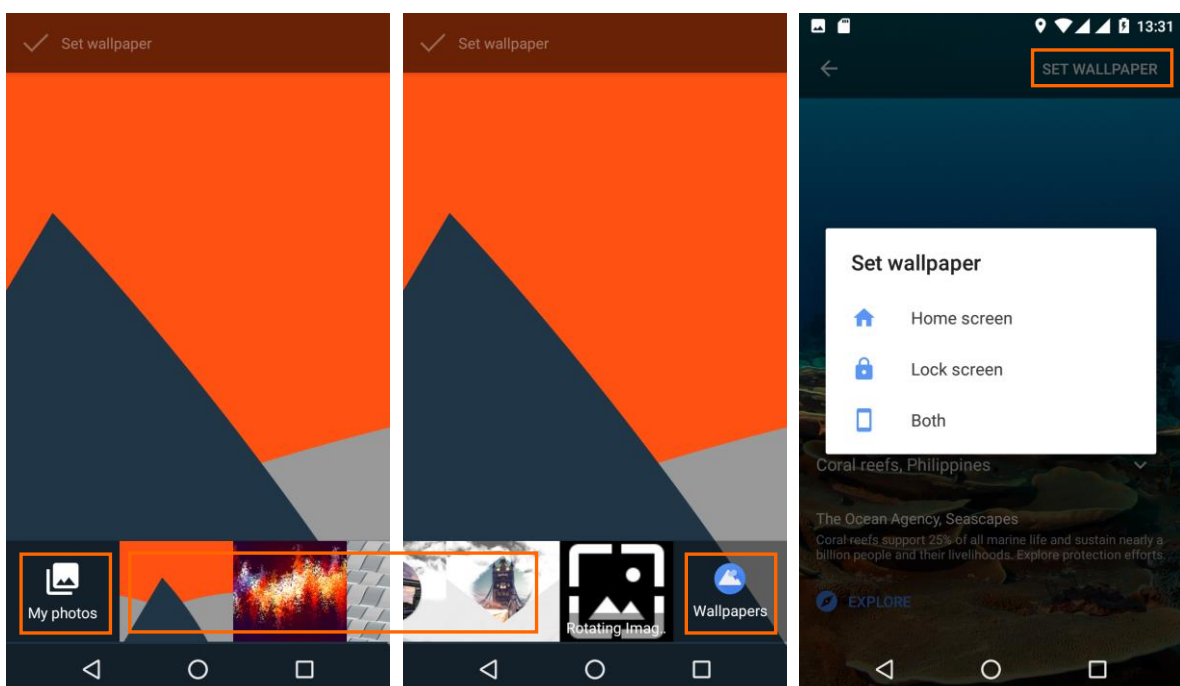 Set wallpaper
My photos
Set wallpaper
Rotating Imag..
Wallpapers
13:31
SET WALLPAPER
Set wallpaper
Home screen
Lock screen
Both
Coral reefs, Philippines
The Ocean Agency, Seascapes
Coral reefs support 25% of all marine life and sustain nearly a
billion people and their livelihoods. Explore protection efforts.
EXPLORE